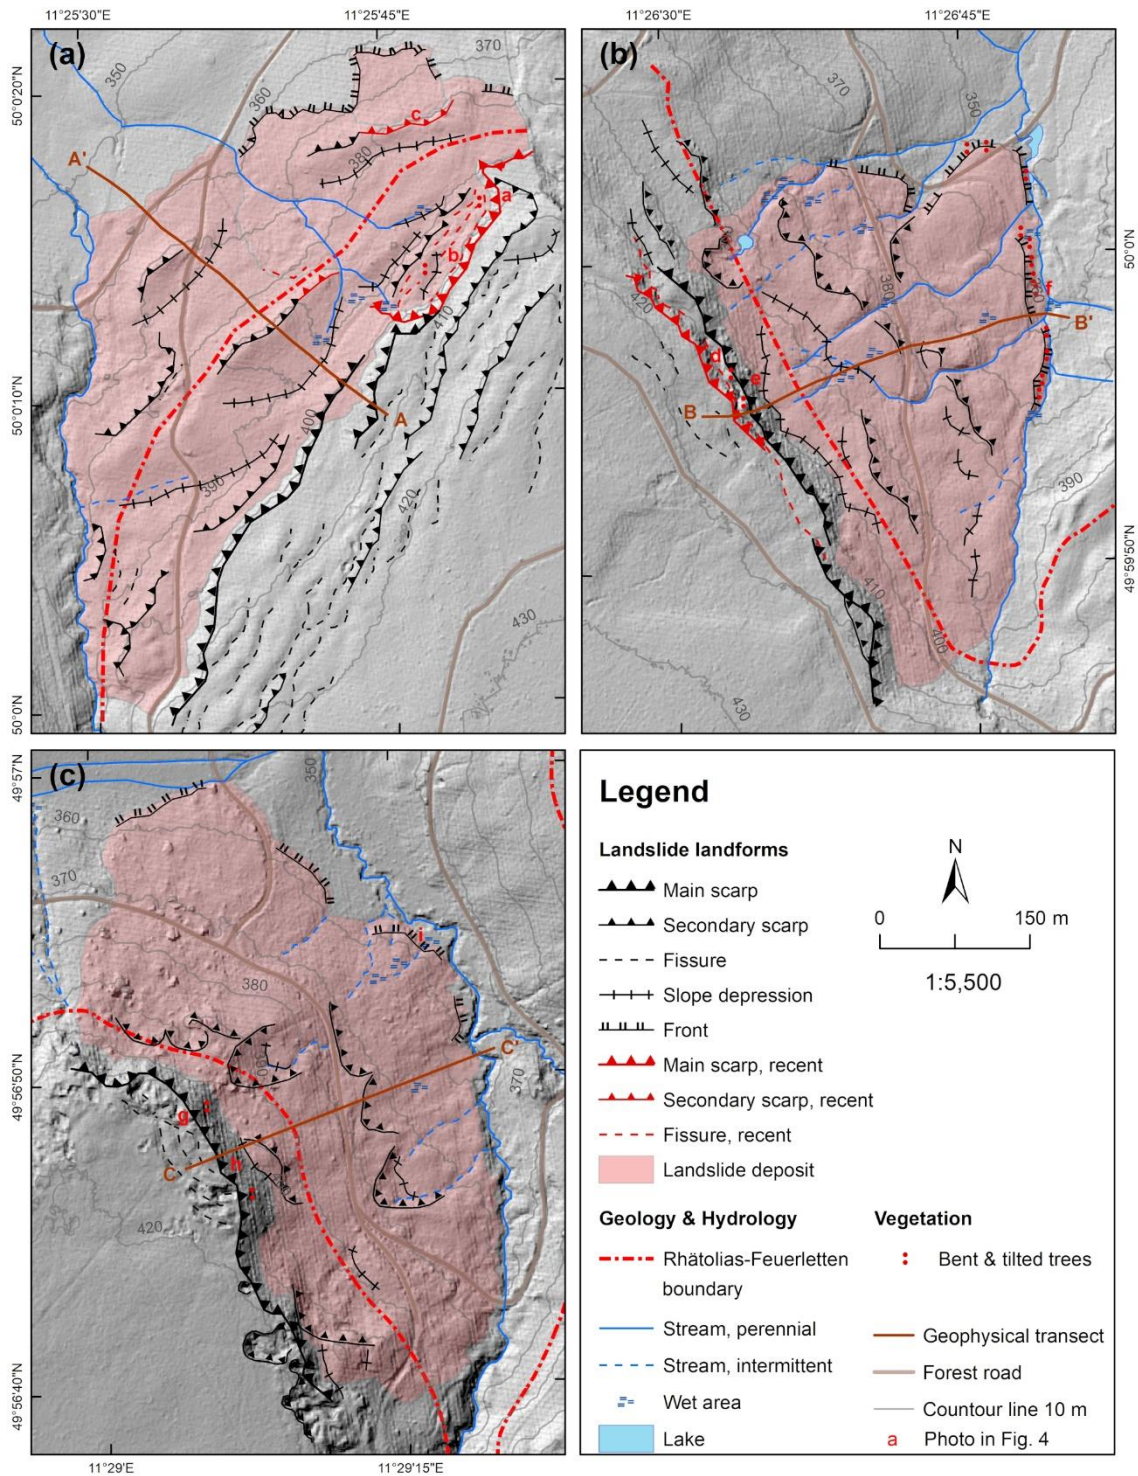 11°25'30"E
11°25'45"E
11°26'30"E
11°26'45"E
(a)
370
350
360
50°0'20"N
c
380
A'
a
b
410
50°0'10"N
400
A
420
390
430
50°0'N
(b)
370
350
50°0'N
380
f
360
B'
420
d
e
B
390
49°59'50"N
410
400
430
(c)
49°57'N
350
360
370
i
380
C'
390
370
49°56'50"N
g
h
C
420
49°56'40"N
11°29'E
11°29'15"E
Legend
Landslide landforms
Main scarp
Secondary scarp
Fissure
Slope depression
Front
Main scarp, recent
Secondary scarp, recent
Fissure, recent
Landslide deposit
N
0 150 m
1:5,500
Geology & Hydrology
Rhätolias-Feuerletten
boundary
Stream, perennial
Stream, intermittent
Wet area
Lake
Vegetation
Bent & tilted trees
Geophysical transect
Forest road
Countour line 10 m
a Photo in Fig. 4